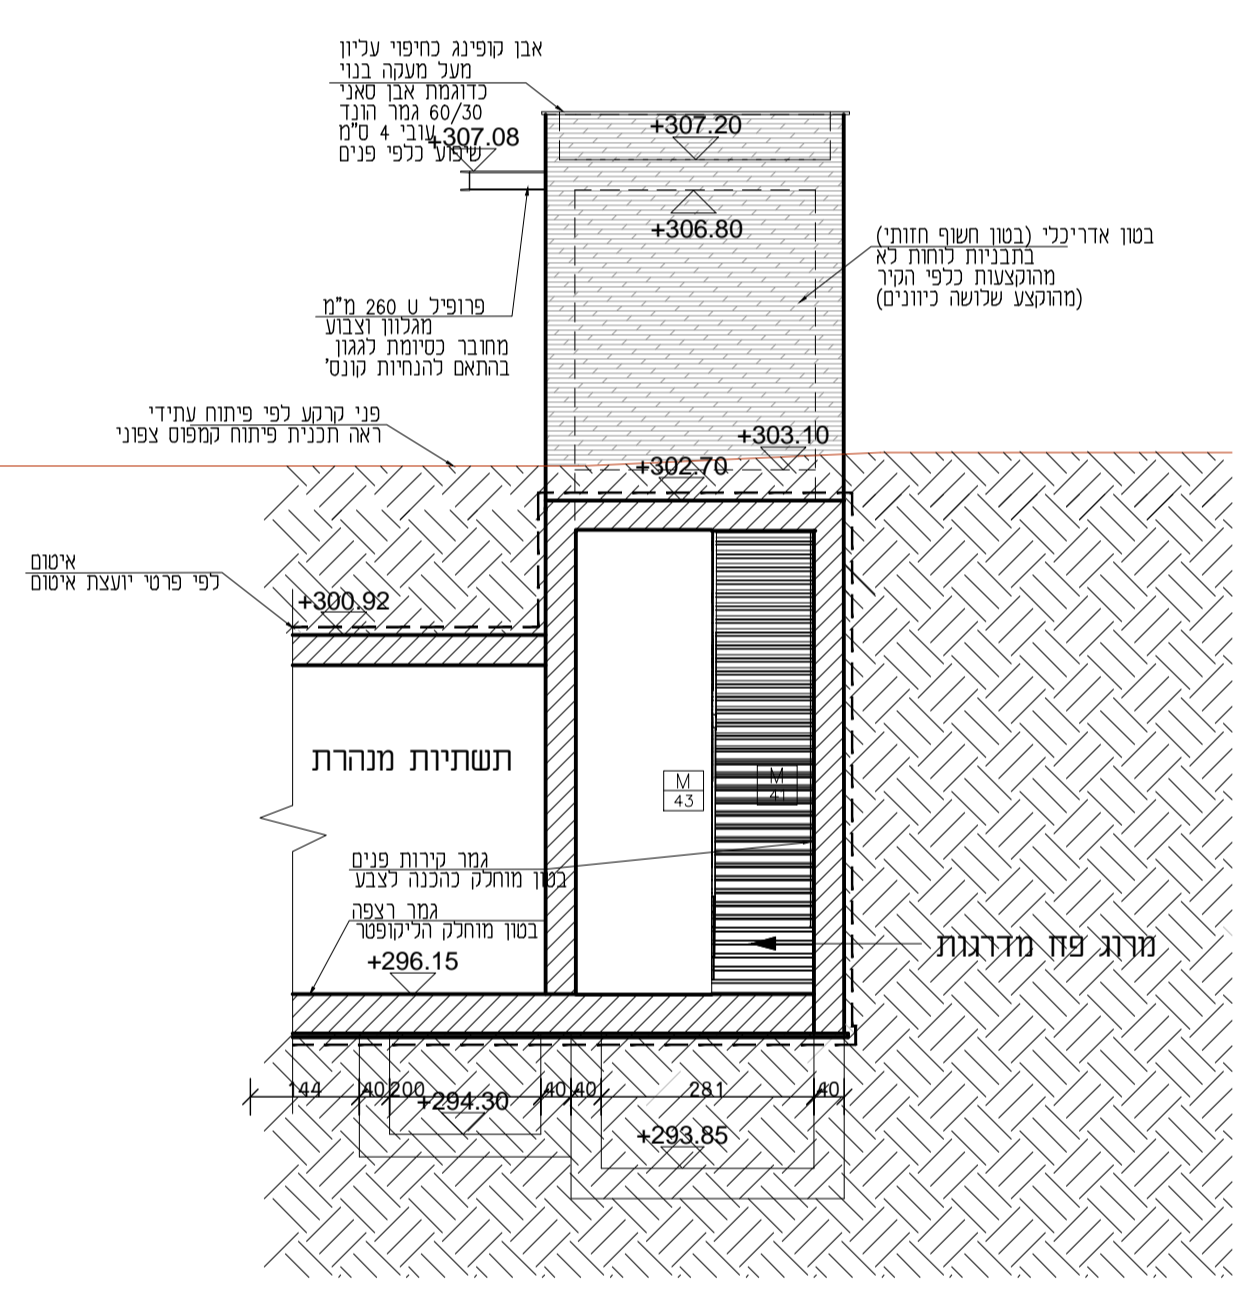 אבן קופינג כחיפוי עליון
מעל מעקה בנוי
כדוגמת אבן סאני
60/30 גמר הונד
עובי 4 ס"מ
שיפוע כלפי פנים
+307.08
+307.20
+306.80
בטון אדריכלי (בטון חשוף חזותי)
בתבניות לוחות לא
מהוקצעות כלפי הקיר
(מהוקצע שלושה כיוונים)
פרופיל U 260 מ"מ
מגלוון וצבוע
מחובר כסיומת לגגון
בהתאם להנחיות קונס'
פני קרקע לפי פיתוח עתידי
ראה תכנית פיתוח קמפוס צפוני
+303.10
+302.70
איטום
לפי פרטי יועצת איטום
+300.92
תשתיות מנהרת
M
43
M
41
גמר קירות פנים
בטון מוחלק כהכנה לצבע
גמר רצפה
בטון מוחלק הליקופטר
+296.15
מרוג פח מדרגות
144
40
200
40
40
281
40
+294.30
+293.85